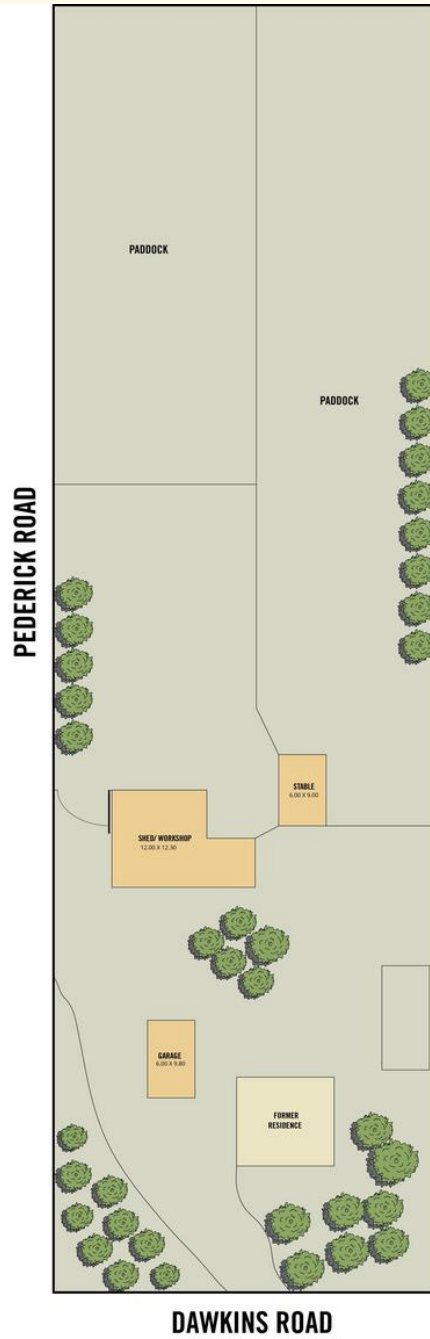 PADDOCK
PADDOCK
PEDERICK ROAD
STABLE
6.00 X 9.00
SHED/ WORKSHOP
12.00 X 12.30
GARAGE
6.00 X 9.80
FORMER
RESIDENCE
DAWKINS ROAD